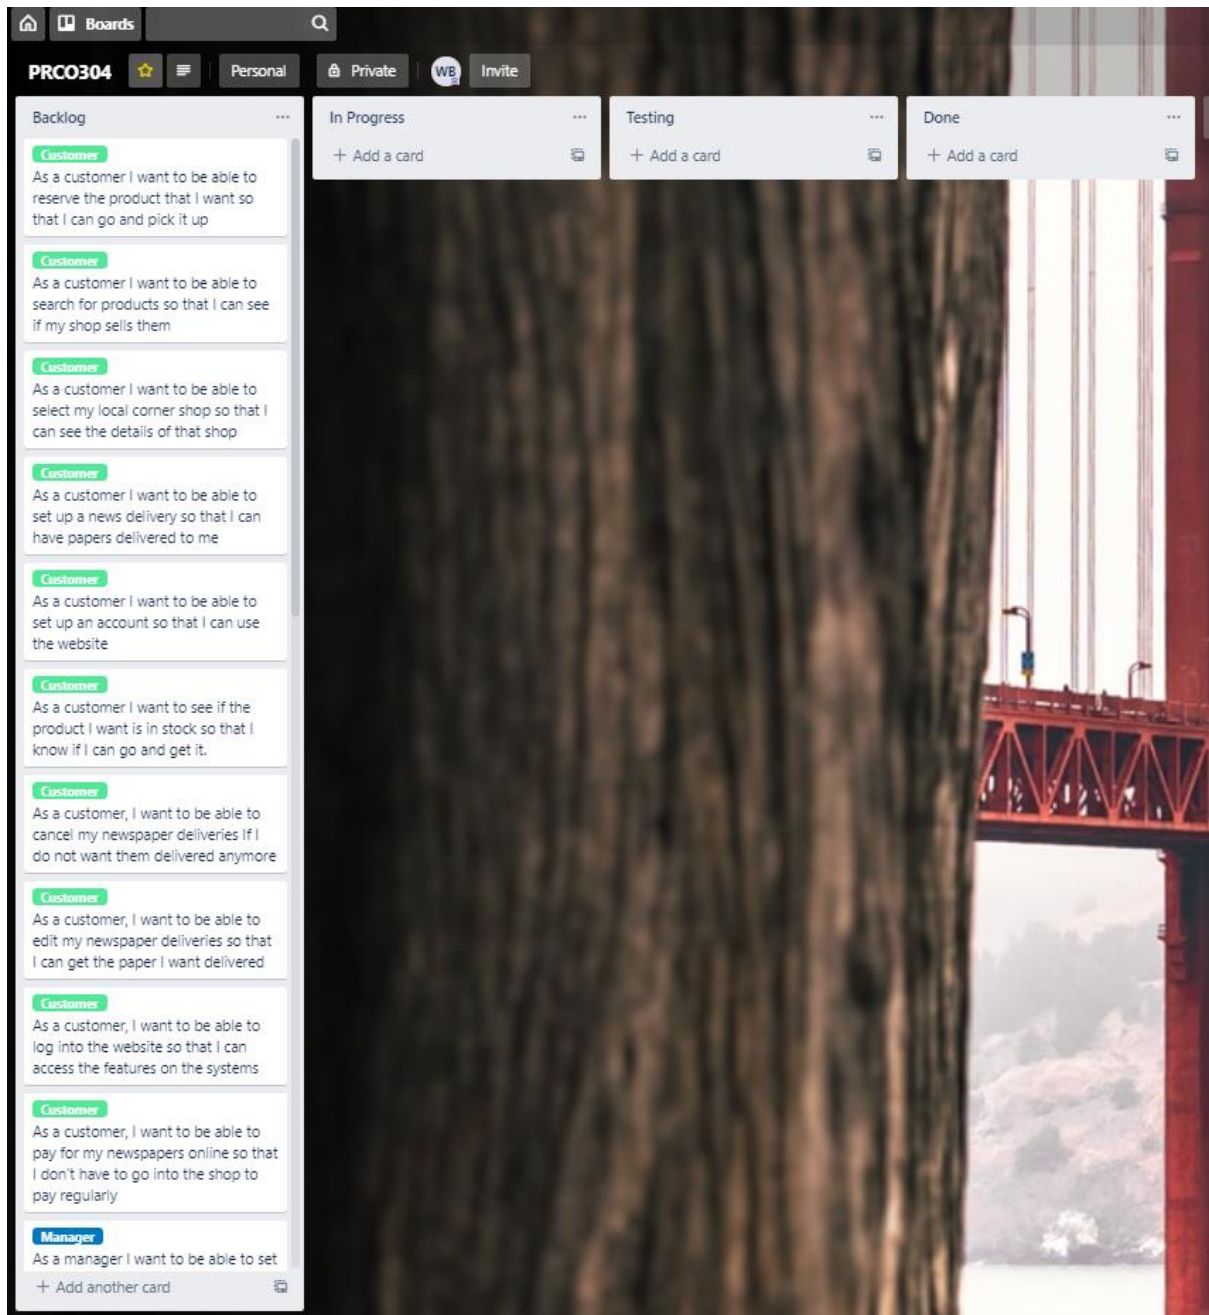 Boards
PRCO304
Personal
Private
WB
Invite
Backlog
Customer
As a customer I want to be able to
reserve the product that I want so
that I can go and pick it up
Customer
As a customer I want to be able to
search for products so that I can see
if my shop sells them
Customer
As a customer I want to be able to
select my local corner shop so that I
can see the details of that shop
Customer
As a customer I want to be able to
set up a news delivery so that I can
have papers delivered to me
Customer
As a customer I want to be able to
set up an account so that I can use
the website
Customer
As a customer I want to see if the
product I want is in stock so that I
know if I can go and get it.
Customer
As a customer, I want to be able to
cancel my newspaper deliveries If I
do not want them delivered anymore
Customer
As a customer, I want to be able to
edit my newspaper deliveries so that
I can get the paper I want delivered
Customer
As a customer, I want to be able to
log into the website so that I can
access the features on the systems
Customer
As a customer, I want to be able to
pay for my newspapers online so that
I don't have to go into the shop to
pay regularly
Manager
As a manager I want to be able to set
+ Add another card
In Progress
+ Add a card
Testing
+ Add a card
Done
+ Add a card